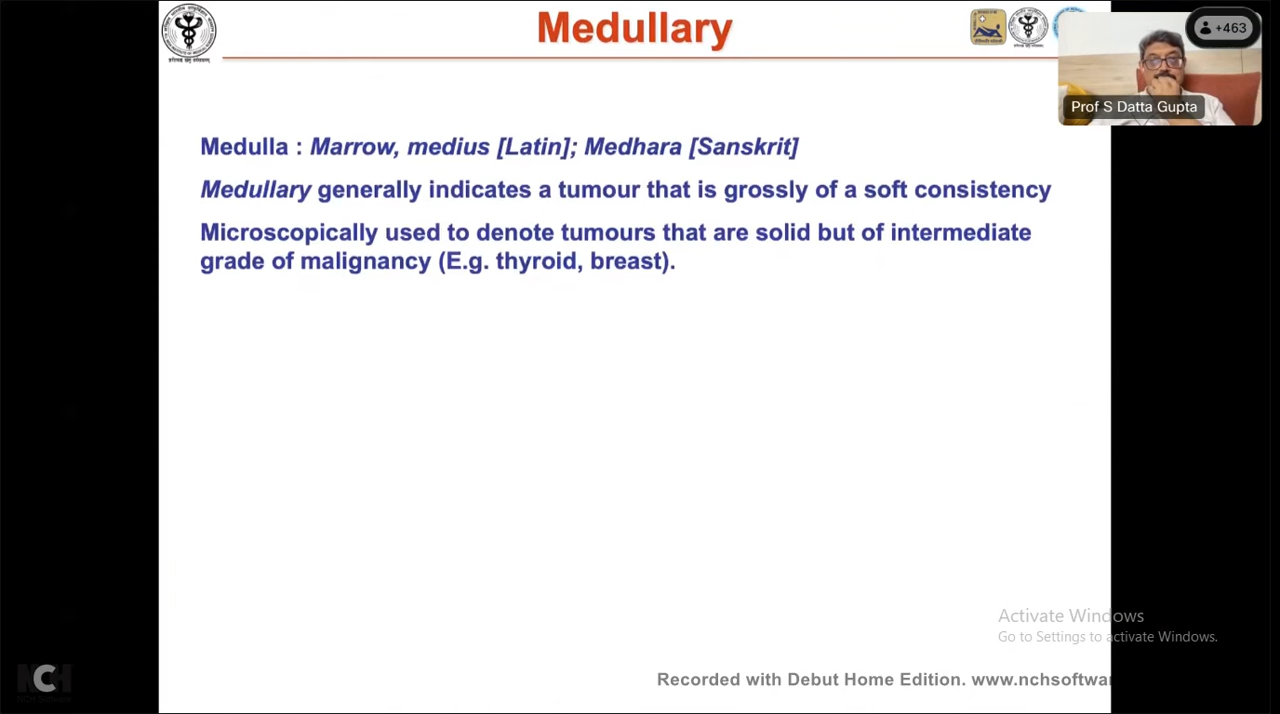 Medullary
+463
Prof S Datta Gupta
Medulla : Marrow, medius [Latin]; Medhara [Sanskrit]
Medullary generally indicates a tumour that is grossly of a soft consistency
Microscopically used to denote tumours that are solid but of intermediate
grade of malignancy (E.g. thyroid, breast).
Activate Windows
Go to Settings to activate Windows.
NCH
Recorded with Debut Home Edition. www.nchsoftwar